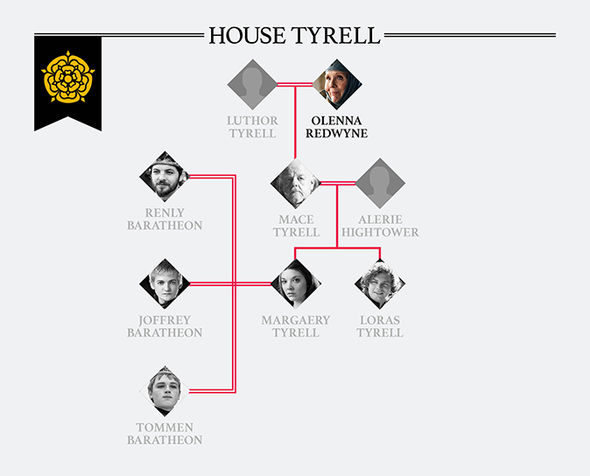 HOUSE TYRELL
LUTHOR
TYRELL
OLENNA
REDWYNE
RENLY
BARATHEON
MACE
TYRELL
ALERIE
HIGHTOWER
JOFFREY
BARATHEON
MARGAERY
TYRELL
LORAS
TYRELL
TOMMEN
BARATHEON